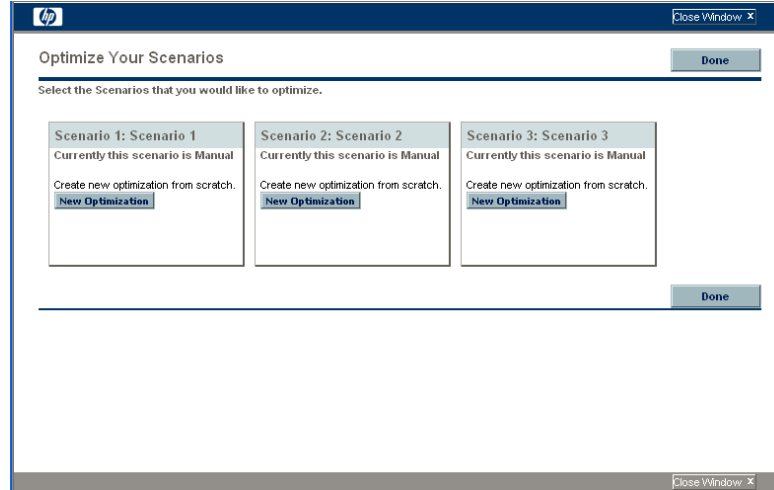 hp
Close Window x
Optimize Your Scenarios
Done
Select the Scenarios that you would like to optimize.
Scenario 1: Scenario 1
Currently this scenario is Manual
Create new optimization from scratch.
New Optimization
Scenario 2: Scenario 2
Currently this scenario is Manual
Create new optimization from scratch.
New Optimization
Scenario 3: Scenario 3
Currently this scenario is Manual
Create new optimization from scratch.
New Optimization
Done
Close Window x